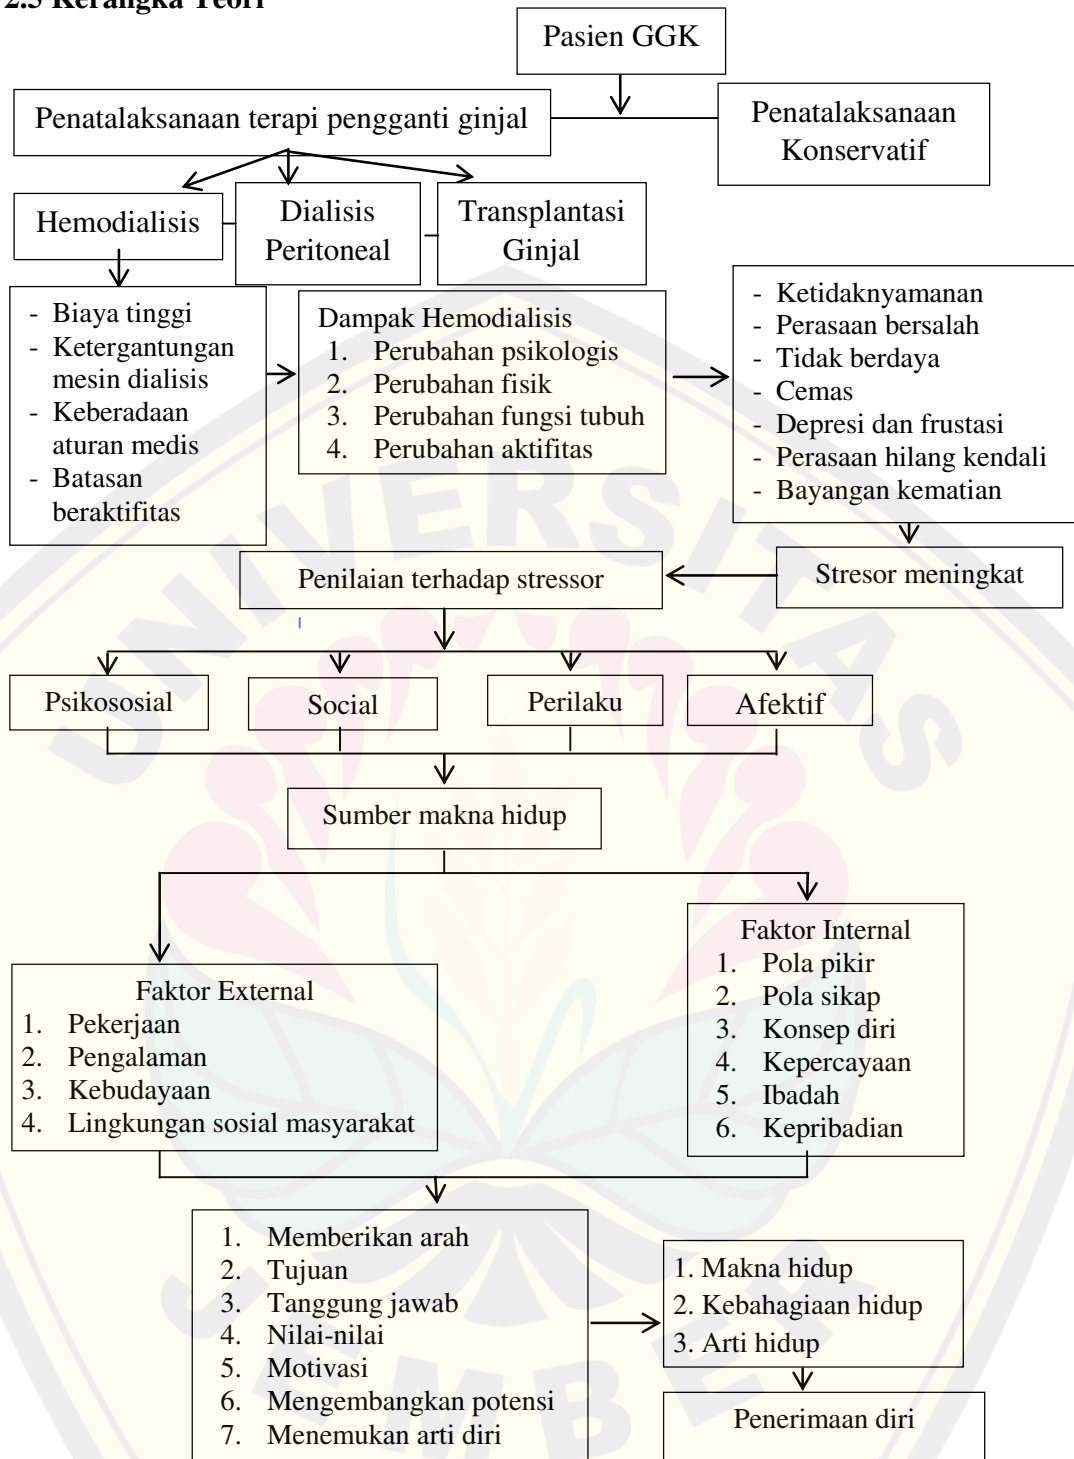 2.5 Kerangka Teori
Pasien GGK
Penatalaksanaan terapi pengganti ginjal
Penatalaksanaan
Konservatif
Hemodialisis
Dialisis
Peritoneal
Transplantasi
Ginjal
- Biaya tinggi
- Ketergantungan
mesin dialisis
- Keberadaan
aturan medis
- Batasan
beraktifitas
Dampak Hemodialisis
1. Perubahan psikologis
2. Perubahan fisik
3. Perubahan fungsi tubuh
4. Perubahan aktifitas
- Ketidaknyamanan
- Perasaan bersalah
- Tidak berdaya
- Cemas
- Depresi dan frustasi
- Perasaan hilang kendali
- Bayangan kematian
Penilaian terhadap stressor
Stresor meningkat
Psikososial
Social
Perilaku
Afektif
Sumber makna hidup
Faktor External
1. Pekerjaan
2. Pengalaman
3. Kebudayaan
4. Lingkungan sosial masyarakat
Faktor Internal
1. Pola pikir
2. Pola sikap
3. Konsep diri
4. Kepercayaan
5. Ibadah
6. Kepribadian
1. Memberikan arah
2. Tujuan
3. Tanggung jawab
4. Nilai-nilai
5. Motivasi
6. Mengembangkan potensi
7. Menemukan arti diri
1. Makna hidup
2. Kebahagiaan hidup
3. Arti hidup
Penerimaan diri
UNIVERSITAS
JEMBER